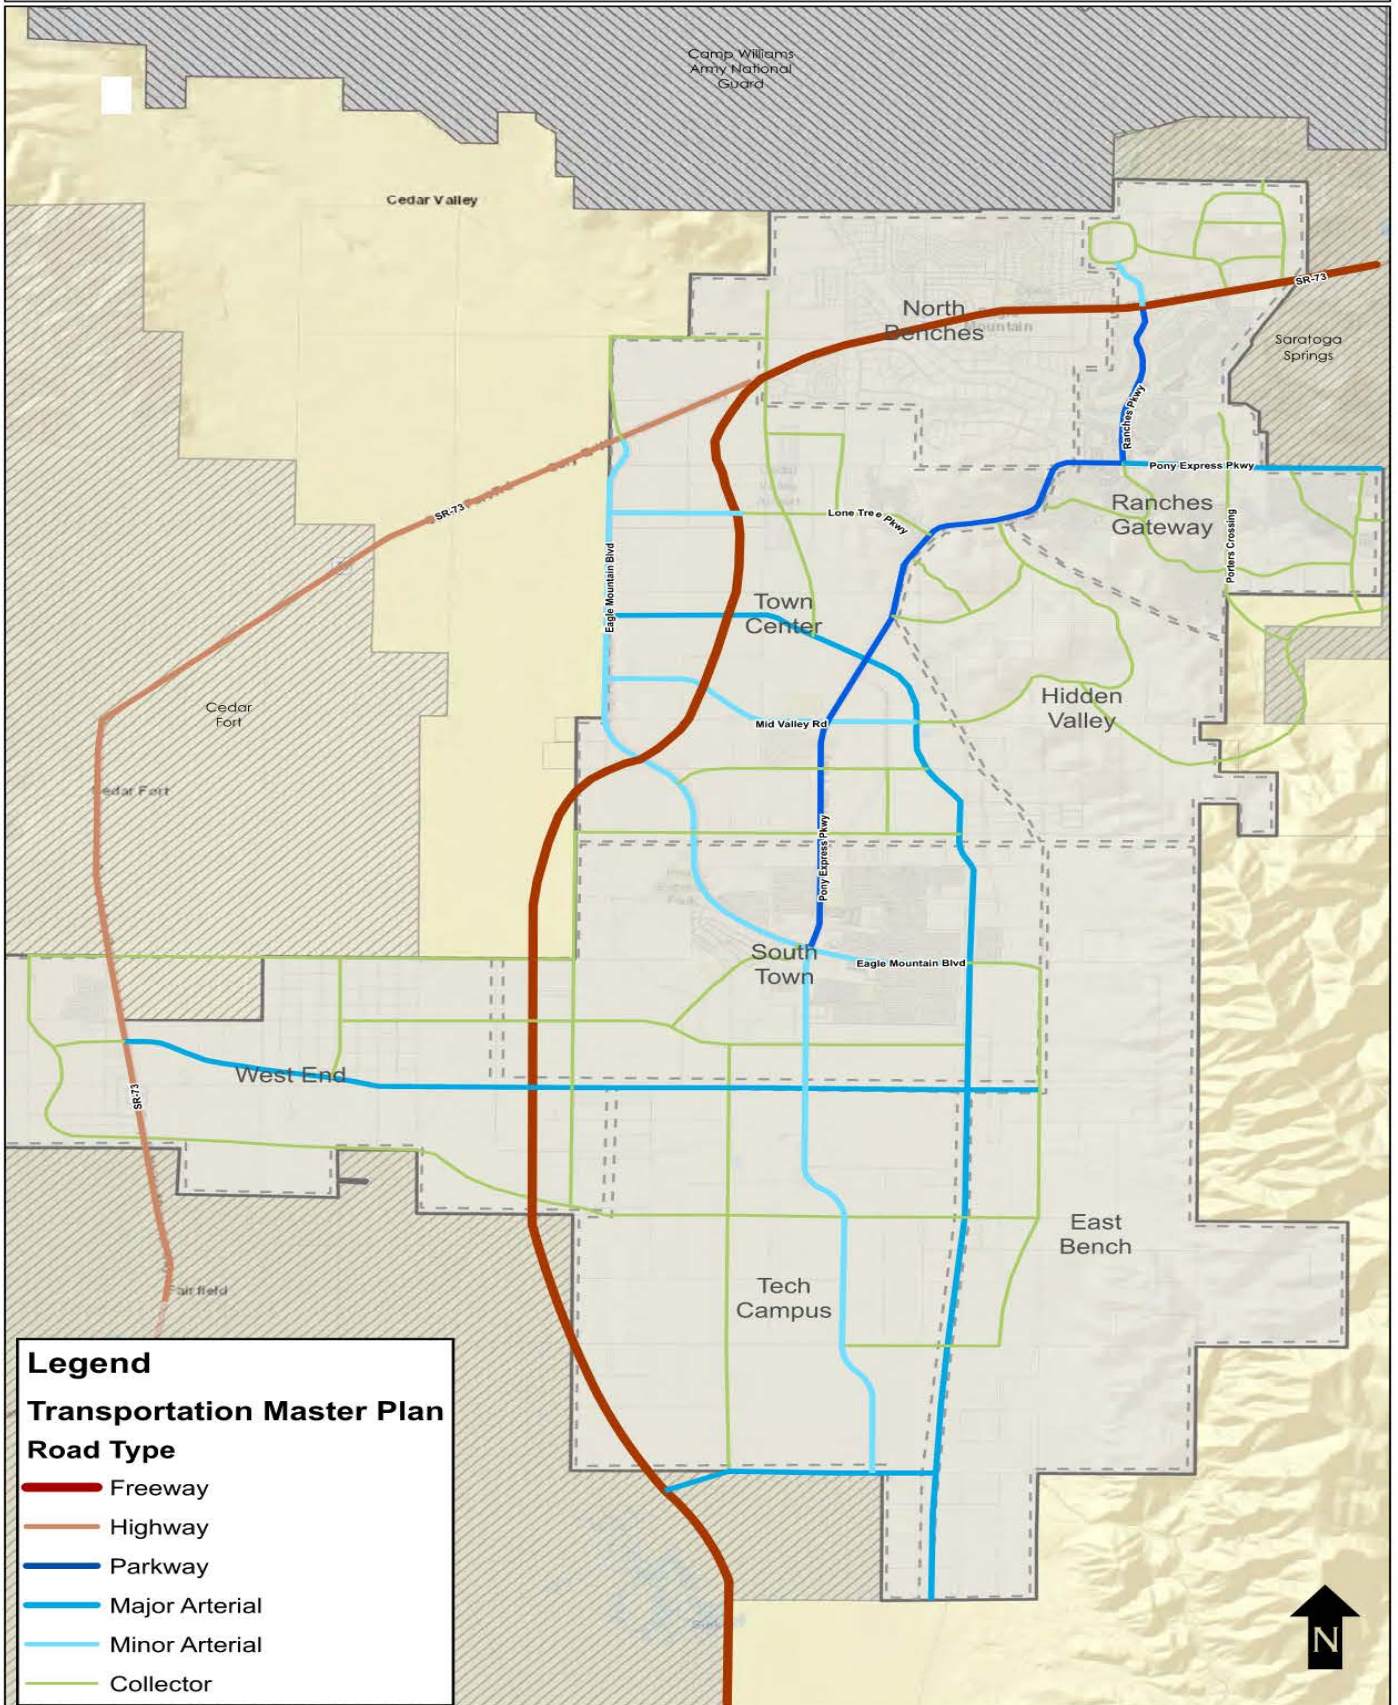 Camp Williams
Army National
Guard
Cedar Valley
SR-73
North
Benches
Mountain
Saratoga
Springs
Ranches Pkwy
Pony Express Pkwy
SR-73
Ranches
Gateway
Lone Tree Pkwy
Porters Crossing
Eagle Mountain Blvd
Town
Center
Cedar
Fort
Hidden
Valley
Mid Valley Rd
Cedar Fort
Pony Express Pkwy
South
Town
Eagle Mountain Blvd
West End
SR-73
East
Bench
Tech
Campus
Fairfield
Legend
Transportation Master Plan
Road Type
Freeway
Highway
Parkway
Major Arterial
Minor Arterial
Collector
N